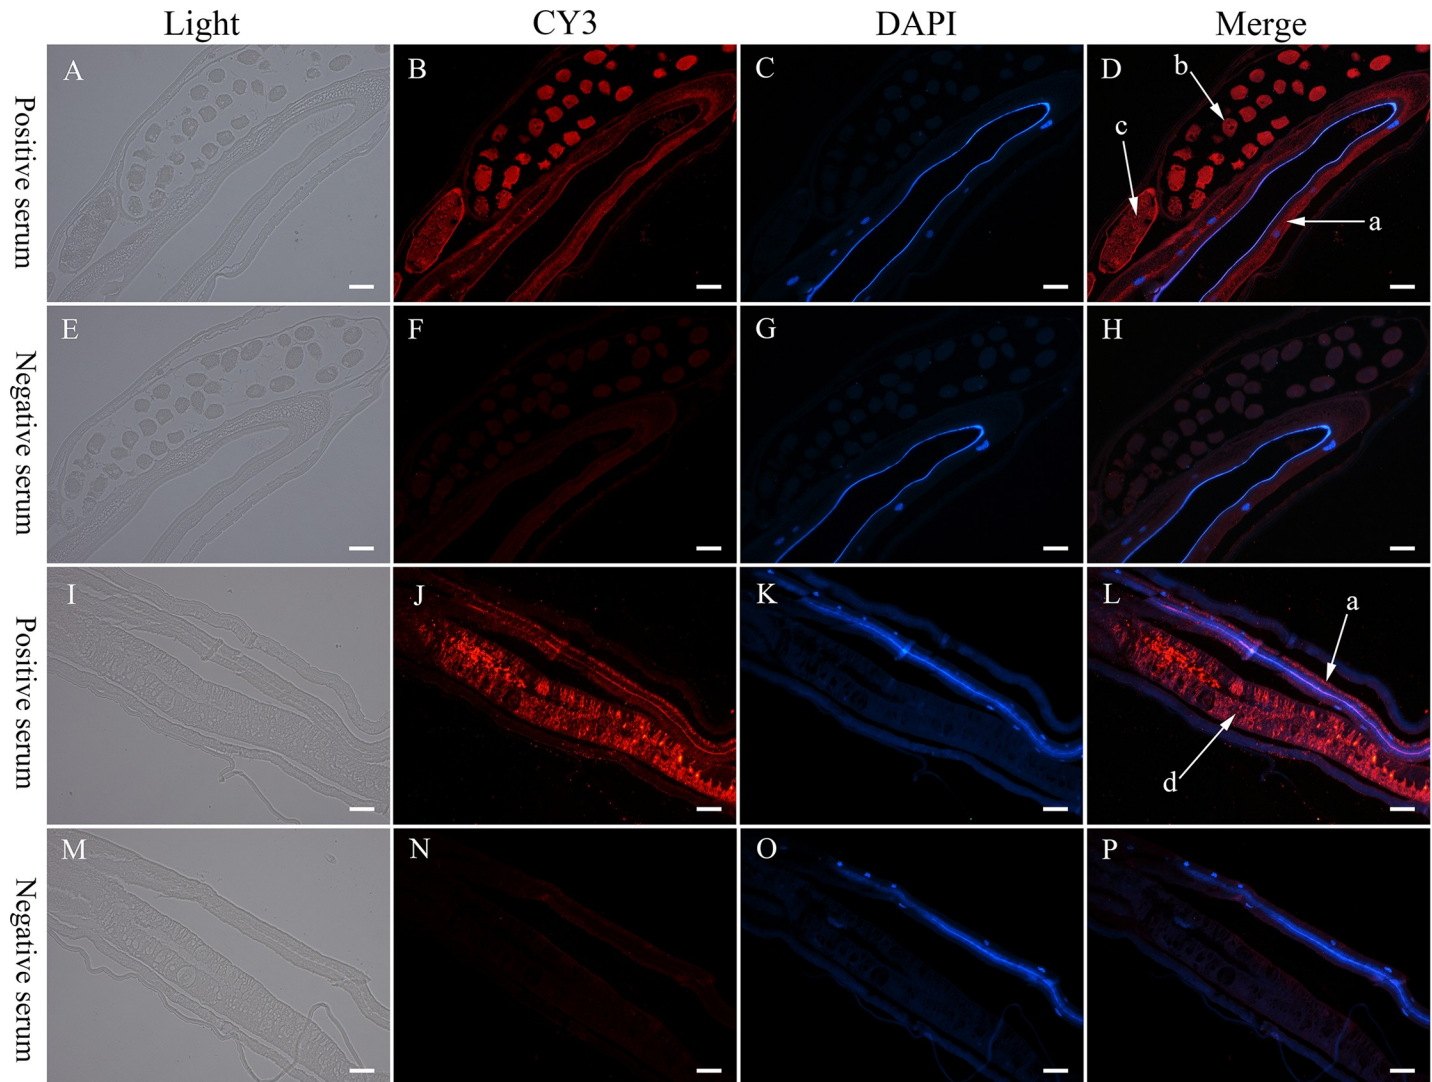 Light CY3 DAPI Merge
Positive serum
A B C D
b
c
a
Negative serum
E F G H
Positive serum
I J K L
a
d
Negative serum
M N O P